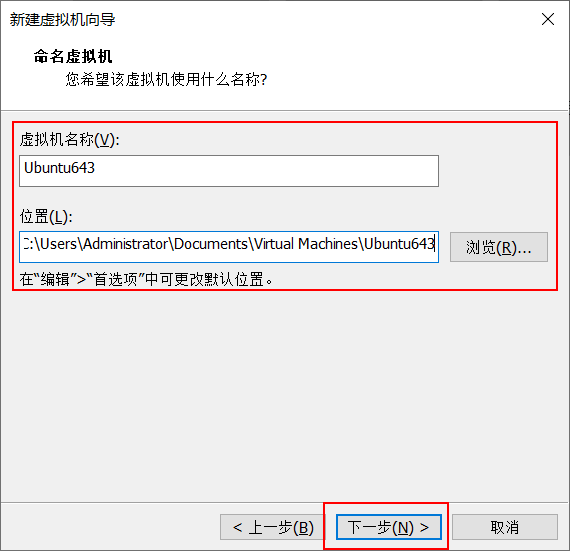 新建虚拟机向导
命名虚拟机
您希望该虚拟机使用什么名称?
虚拟机名称(V):
Ubuntu643
位置(L):
C:\Users\Administrator\Documents\Virtual Machines\Ubuntu643
浏览(R)...
在“编辑”>“首选项”中可更改默认位置。
< 上一步(B)
下一步(N) >
取消